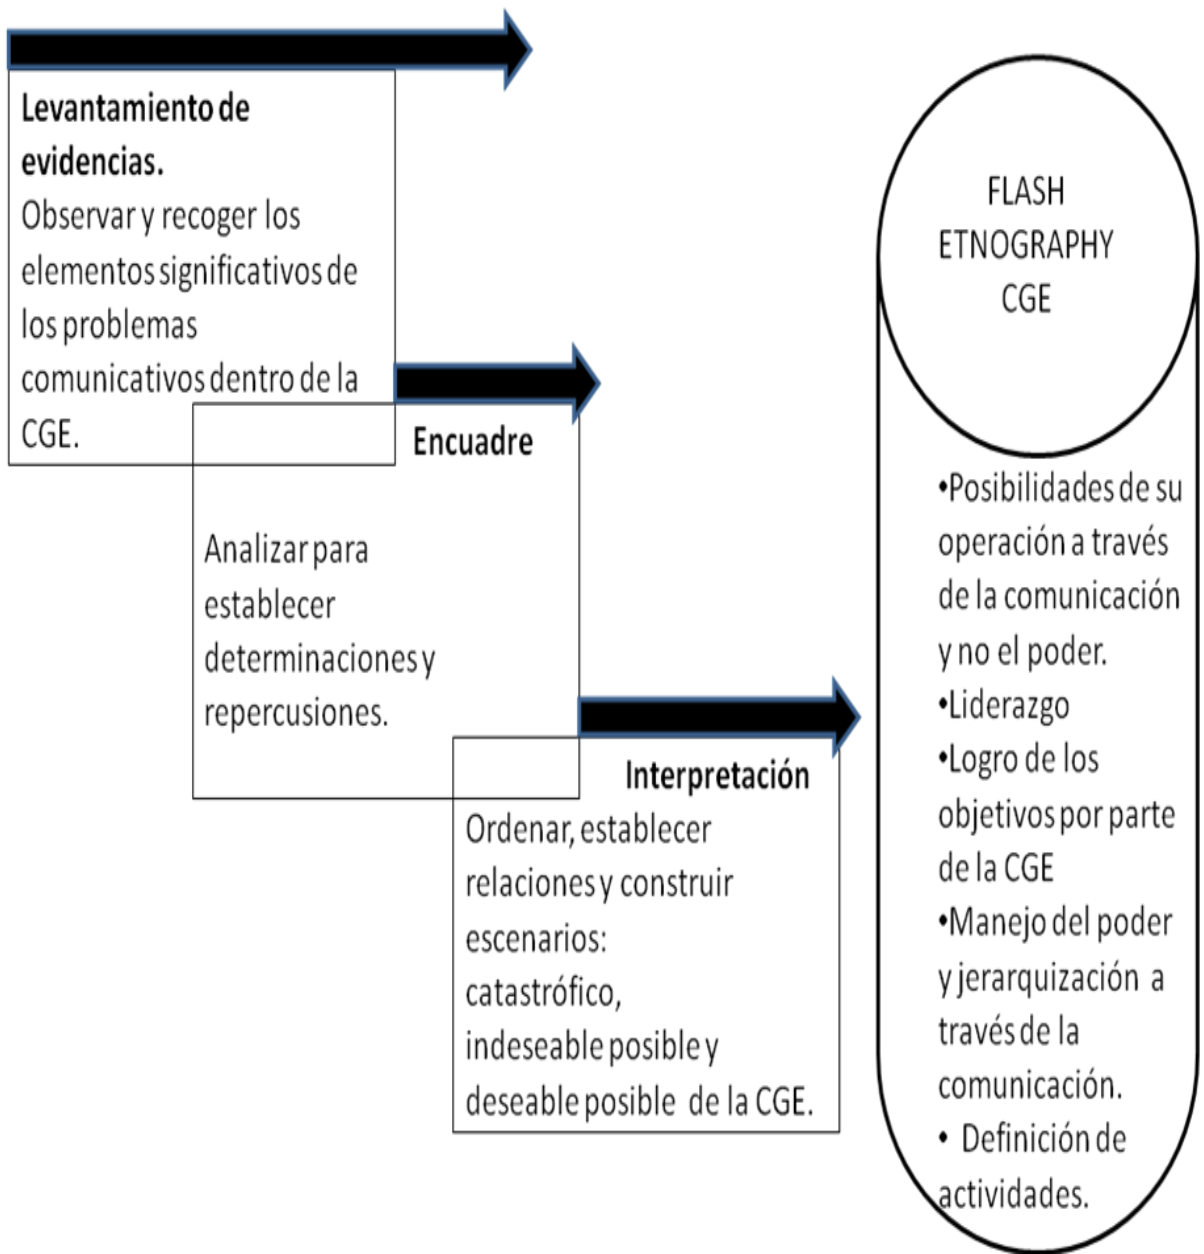 Levantamiento de
evidencias.
Observar y recoger los
elementos significativos de
los problemas
comunicativos dentro de la
CGE.
Encuadre
Analizar para
establecer
determinaciones y
repercusiones.
Interpretación
Ordenar, establecer
relaciones y construir
escenarios:
catastrófico,
indeseable posible y
deseable posible de la CGE.
FLASH
ETNOGRAPHY
CGE
•Posibilidades de su
operación a través
de la comunicación
y no el poder.
•Liderazgo
•Logro de los
objetivos por parte
de la CGE
•Manejo del poder
y jerarquización a
través de la
comunicación.
• Definición de
actividades.